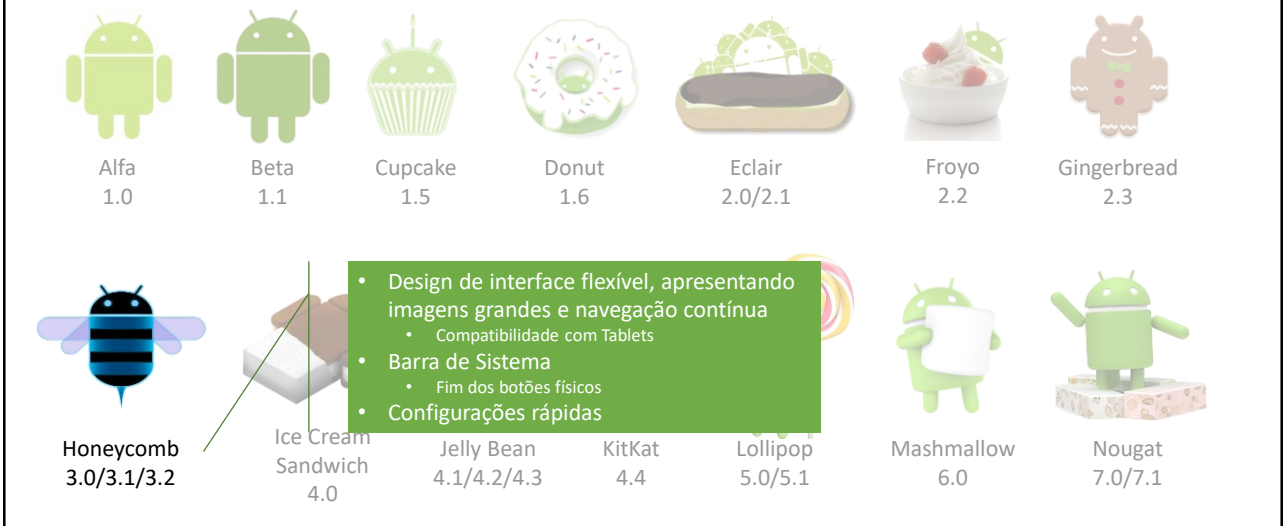 Alfa
1.0
Beta
1.1
Cupcake
1.5
Donut
1.6
Eclair
2.0/2.1
Froyo
2.2
Gingerbread
2.3
• Design de interface flexível, apresentando
imagens grandes e navegação contínua
• Compatibilidade com Tablets
• Barra de Sistema
• Fim dos botões físicos
• Configurações rápidas
Honeycomb
3.0/3.1/3.2
Ice Cream
Sandwich
4.0
Jelly Bean
4.1/4.2/4.3
KitKat
4.4
Lollipop
5.0/5.1
Mashmallow
6.0
Nougat
7.0/7.1